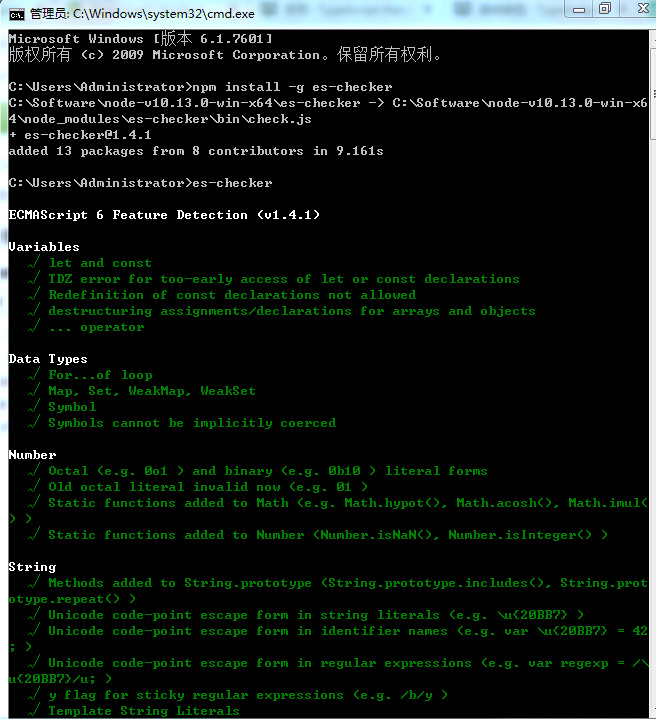 管理员: C:\Windows\system32\cmd.exe
Microsoft Windows [版本 6.1.7601]
版权所有 (c) 2009 Microsoft Corporation。保留所有权利。
C:\Users\Administrator>npm install -g es-checker
C:\Software\node-v10.13.0-win-x64\es-checker -> C:\Software\node-v10.13.0-win-x6
4\node_modules\es-checker\bin\check.js
+ es-checker@1.4.1
added 13 packages from 8 contributors in 9.161s
C:\Users\Administrator>es-checker
ECMAScript 6 Feature Detection (v1.4.1)
Variables
√ let and const
√ TDZ error for too-early access of let or const declarations
√ Redefinition of const declarations not allowed
√ destructuring assignments/declarations for arrays and objects
√ ... operator
Data Types
√ For...of loop
√ Map, Set, WeakMap, WeakSet
√ Symbol
√ Symbols cannot be implicitly coerced
Number
√ Octal (e.g. 0o1 ) and binary (e.g. 0b10 ) literal forms
√ Old octal literal invalid now (e.g. 01 )
√ Static functions added to Math (e.g. Math.hypot(), Math.acosh(), Math.imul(
) )
√ Static functions added to Number (Number.isNaN(), Number.isInteger() )
String
√ Methods added to String.prototype (String.prototype.includes(), String.prot
otype.repeat() )
√ Unicode code-point escape form in string literals (e.g. \u{20BB7} )
√ Unicode code-point escape form in identifier names (e.g. var \u{20BB7} = 42
; )
√ Unicode code-point escape form in regular expressions (e.g. var regexp = /\
u{20BB7}/u; )
√ y flag for sticky regular expressions (e.g. /b/y )
√ Template String Literals